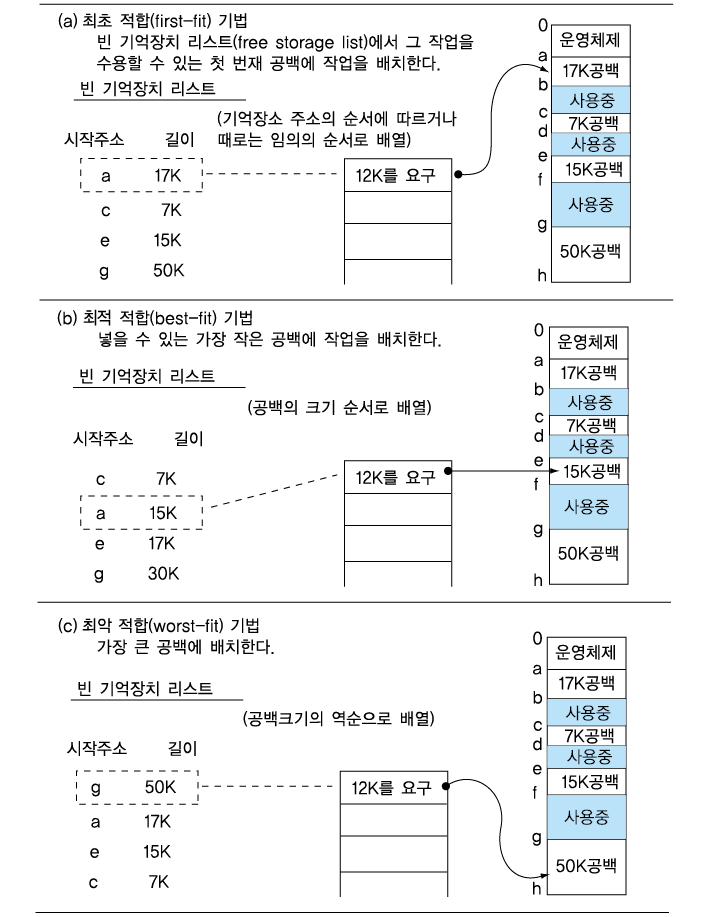 (a) 최초 적합(first-fit) 기법
빈 기억장치 리스트(free storage list)에서 그 작업을
수용할 수 있는 첫 번재 공백에 작업을 배치한다.
빈 기억장치 리스트
(기억장소 주소의 순서에 따르거나
때로는 임의의 순서로 배열)
시작주소 길이
a 17K
c 7K
e 15K
g 50K
12K를 요구
0
운영체제
a
17K공백
b
사용중
c
7K공백
d
사용중
e
15K공백
f
사용중
g
50K공백
h
(b) 최적 적합(best-fit) 기법
넣을 수 있는 가장 작은 공백에 작업을 배치한다.
빈 기억장치 리스트
(공백의 크기 순서로 배열)
시작주소 길이
c 7K
a 15K
e 17K
g 30K
12K를 요구
0
운영체제
a
17K공백
b
사용중
c
7K공백
d
사용중
e
15K공백
f
사용중
g
50K공백
h
(c) 최악 적합(worst-fit) 기법
가장 큰 공백에 배치한다.
빈 기억장치 리스트
(공백크기의 역순으로 배열)
시작주소 길이
g 50K
a 17K
e 15K
c 7K
12K를 요구
0
운영체제
a
17K공백
b
사용중
c
7K공백
d
사용중
e
15K공백
f
사용중
g
50K공백
h